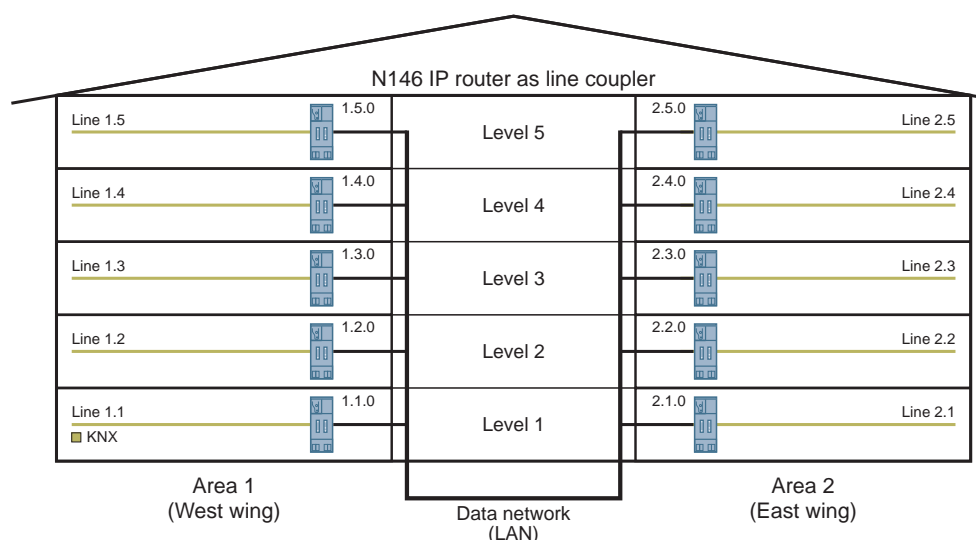 N146 IP router as line coupler
Line 1.5
1.5.0
Level 5
2.5.0
Line 2.5
Line 1.4
1.4.0
Level 4
2.4.0
Line 2.4
Line 1.3
1.3.0
Level 3
2.3.0
Line 2.3
Line 1.2
1.2.0
Level 2
2.2.0
Line 2.2
Line 1.1
KNX
1.1.0
Level 1
2.1.0
Line 2.1
Area 1
(West wing)
Data network
(LAN)
Area 2
(East wing)